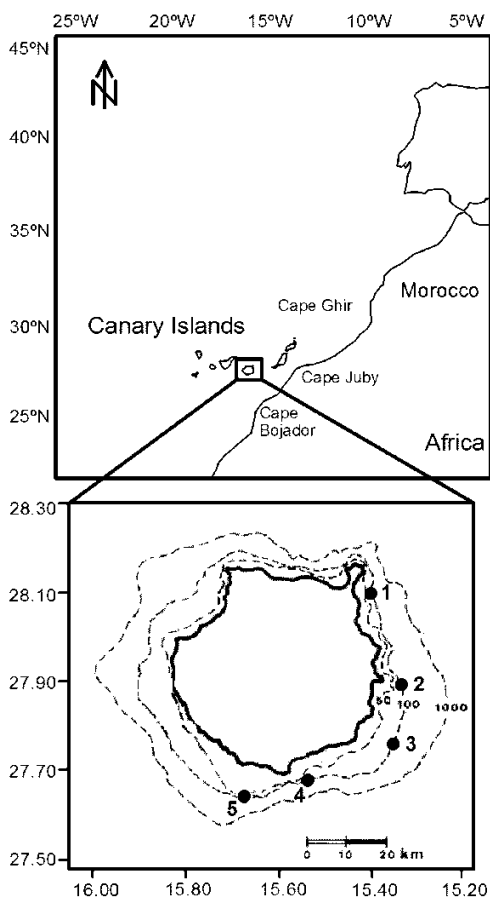 25ºW 20ºW 15ºW 10ºW 5ºW
45ºN
N
40ºN
35ºN
Morocco
Cape Ghir
30ºN
Canary Islands
Cape Juby
25ºN
Cape
Bojador
Africa
28.30
28.10
1
27.90
2
50 100 1000
3
27.70
4
5
0 10 20 km
27.50
16.00 15.80 15.60 15.40 15.20